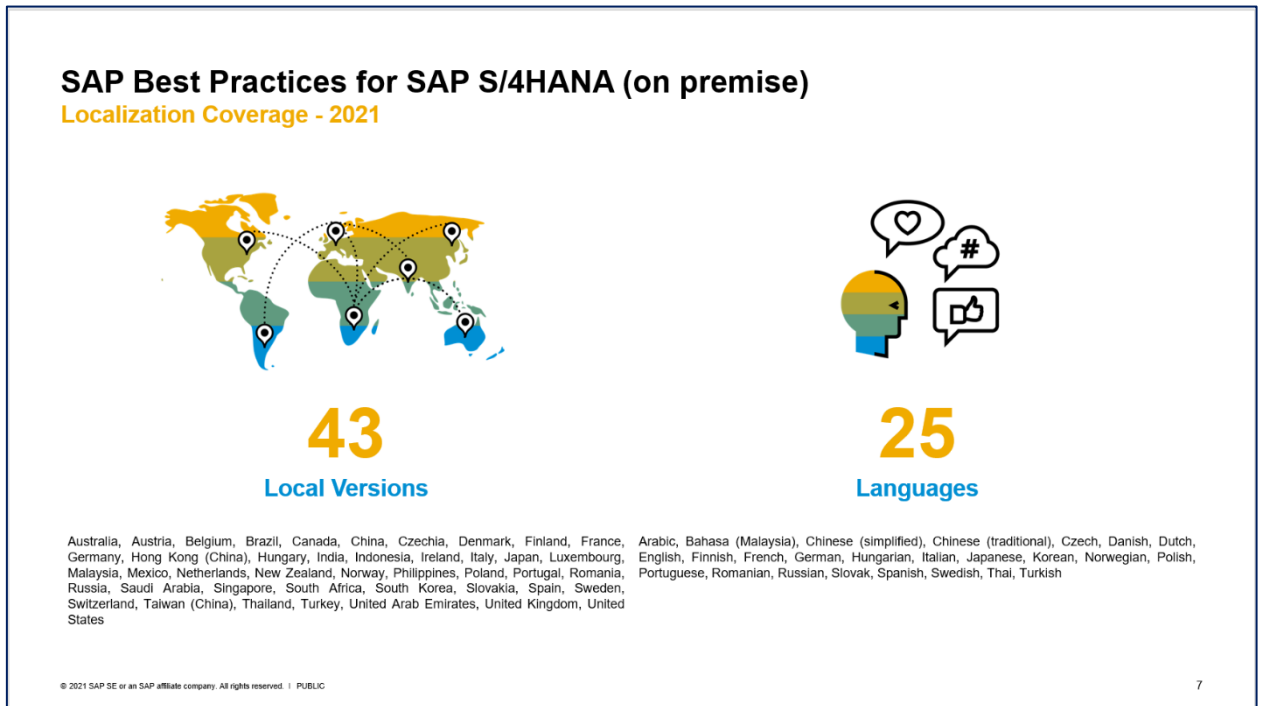 SAP Best Practices for SAP S/4HANA (on premise)
Localization Coverage - 2021
#
43
Local Versions
Australia, Austria, Belgium, Brazil, Canada, China, Czechia, Denmark, Finland, France,
Germany, Hong Kong (China), Hungary, India, Indonesia, Ireland, Italy, Japan, Luxembourg,
Malaysia, Mexico, Netherlands, New Zealand, Norway, Philippines, Poland, Portugal, Romania,
Russia, Saudi Arabia, Singapore, South Africa, South Korea, Slovakia, Spain, Sweden,
Switzerland, Taiwan (China), Thailand, Turkey, United Arab Emirates, United Kingdom, United
States
25
Languages
Arabic, Bahasa (Malaysia), Chinese (simplified), Chinese (traditional), Czech, Danish, Dutch,
English, Finnish, French, German, Hungarian, Italian, Japanese, Korean, Norwegian, Polish,
Portuguese, Romanian, Russian, Slovak, Spanish, Swedish, Thai, Turkish
© 2021 SAP SE or an SAP affiliate company. All rights reserved. | PUBLIC
7